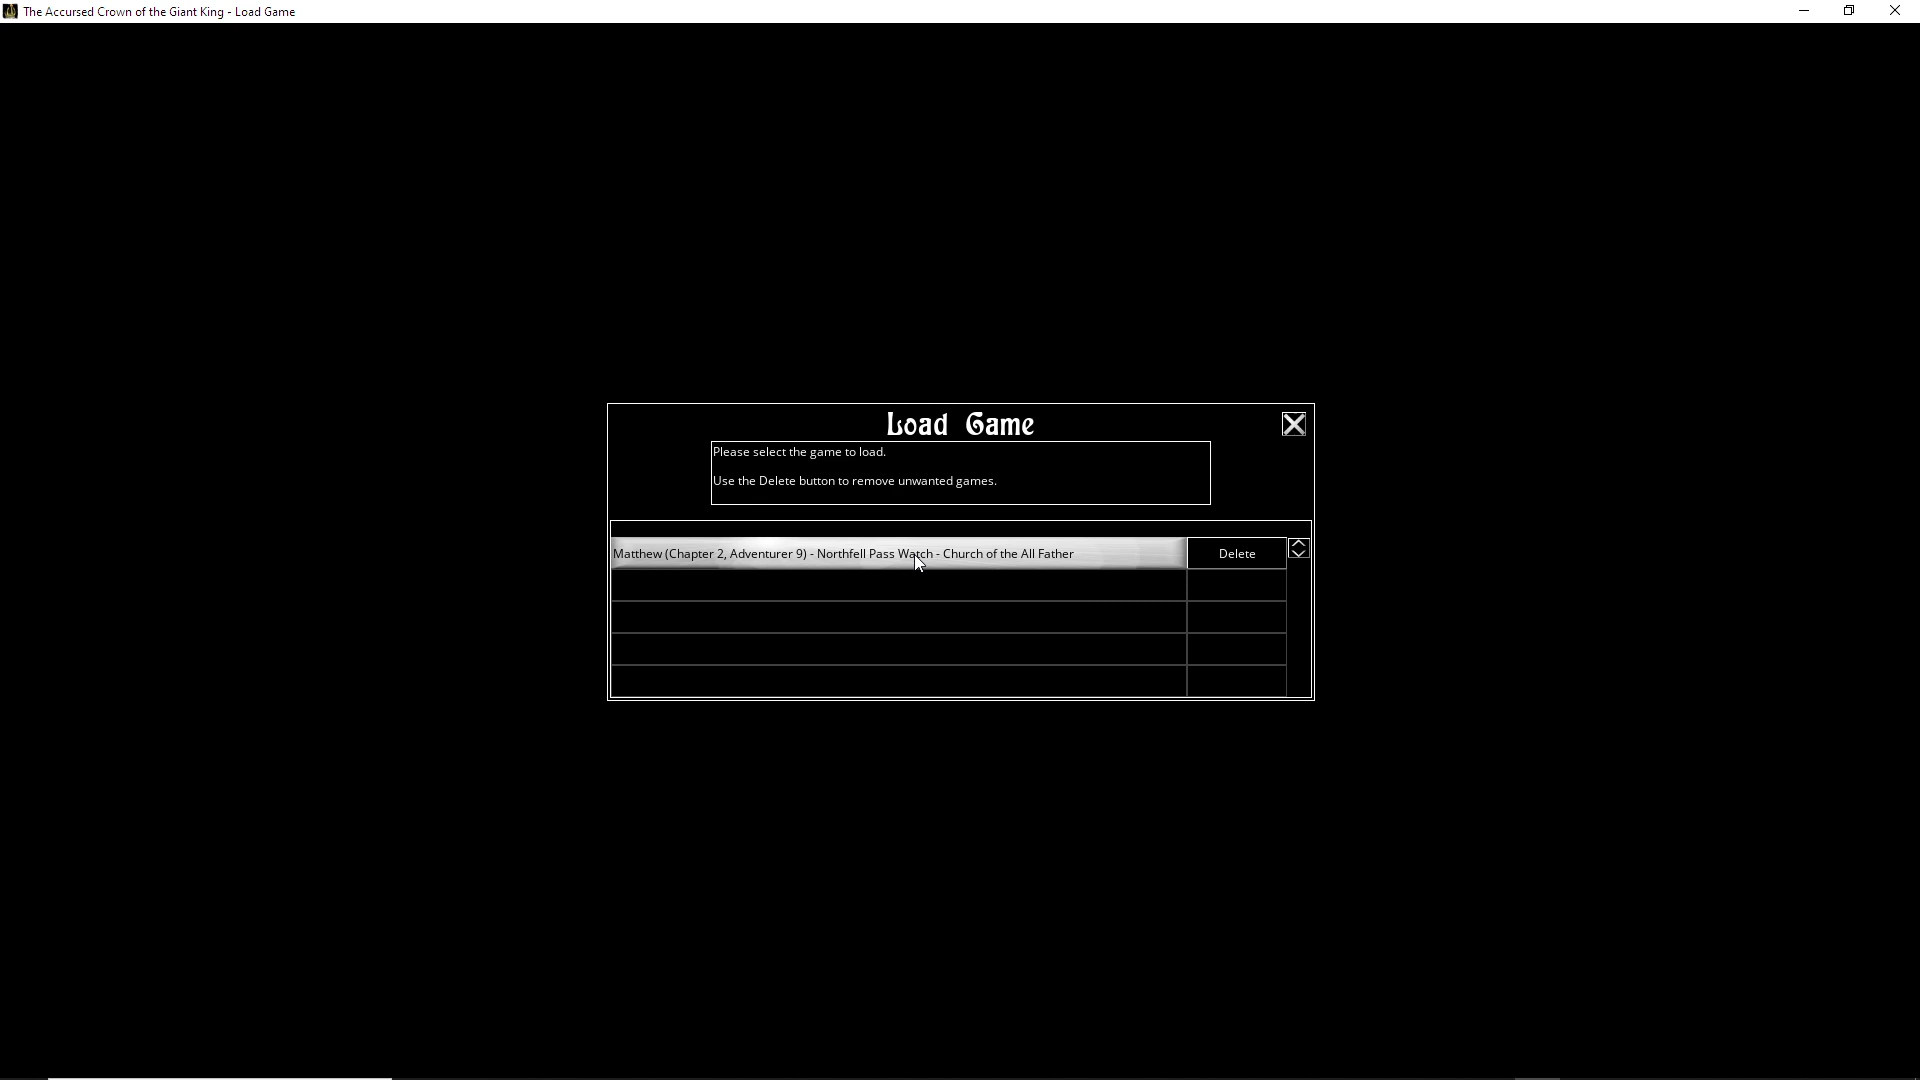 The Accursed Crown of the Giant King - Load Game
Load Game
Please select the game to load.
Use the Delete button to remove unwanted games.
Matthew (Chapter 2, Adventurer 9) - Northfell Pass Watch - Church of the All Father
Delete